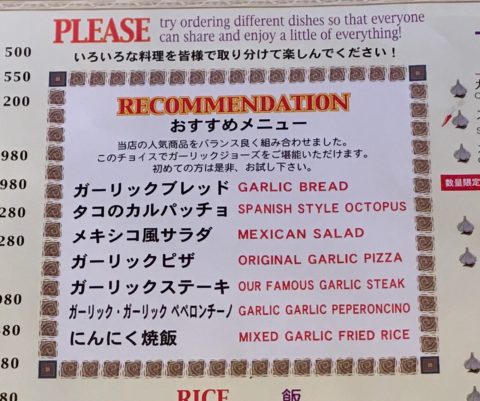 PLEASE try ordering different dishes so that everyone
can share and enjoy a little of everything!
いろいろな料理を皆様で取り分けて楽しんでください!
500
550
200
980
980
280
280
980
80
80
80
RECOMMENDATION
おすすめメニュー
当店の人気商品をバランス良く組み合わせました。
このチョイスでガーリックジョーズをご堪能いただけます。
初めての方は是非、お試し下さい。
ガーリックブレッド GARLIC BREAD
タコのカルパッチョ SPANISH STYLE OCTOPUS
メキシコ風サラダ MEXICAN SALAD
ガーリックピザ ORIGINAL GARLIC PIZZA
ガーリックステーキ OUR FAMOUS GARLIC STEAK
ガーリック・ガーリック ペペロンチーノ GARLIC GARLIC PEPERONCINO
にんにく焼飯 MIXED GARLIC FRIED RICE
数量限定
RICE 飯